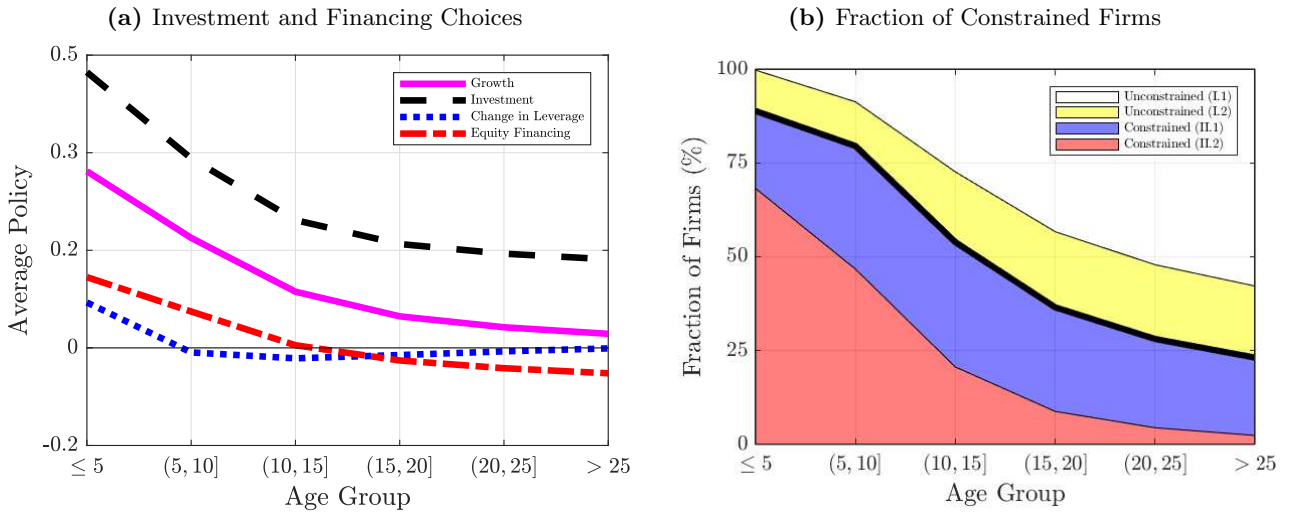 (a) Investment and Financing Choices
0.5
0.3
0.2
0
-0.2
Average Policy
Growth
Investment
Change in Leverage
Equity Financing
≤ 5
(5, 10]
(10, 15]
(15, 20]
(20, 25]
> 25
Age Group
(b) Fraction of Constrained Firms
100
75
50
25
0
Fraction of Firms (%)
Unconstrained (I.1)
Unconstrained (I.2)
Constrained (II.1)
Constrained (II.2)
≤ 5
(5, 10]
(10, 15]
(15, 20]
(20, 25]
> 25
Age Group